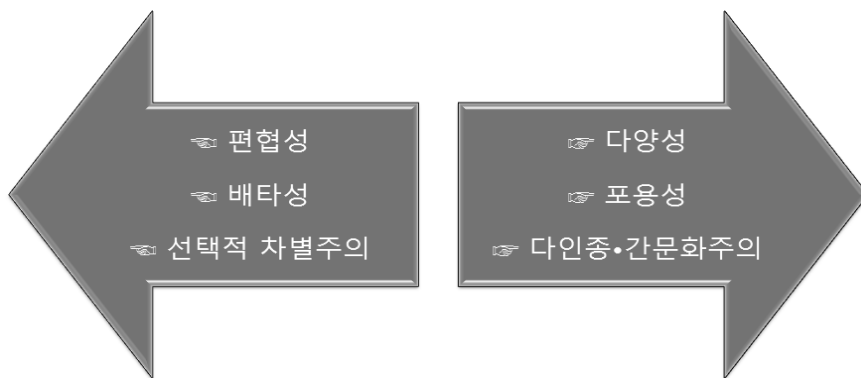 ☜ 편협성
☜ 배타성
☜ 선택적 차별주의
☞ 다양성
☞ 포용성
☞ 다인종•간문화주의